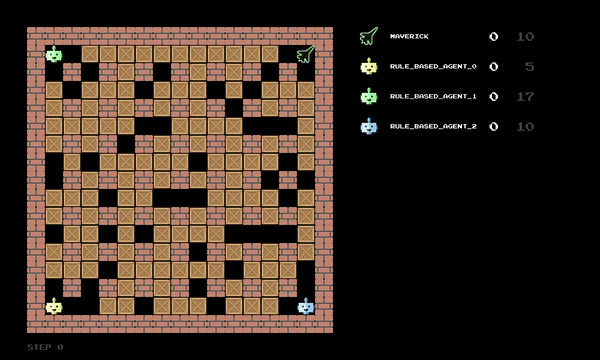 MAVERICK 0 10
RULE_BASED_AGENT_0 0 5
RULE_BASED_AGENT_1 0 17
RULE_BASED_AGENT_2 0 10
STEP 0